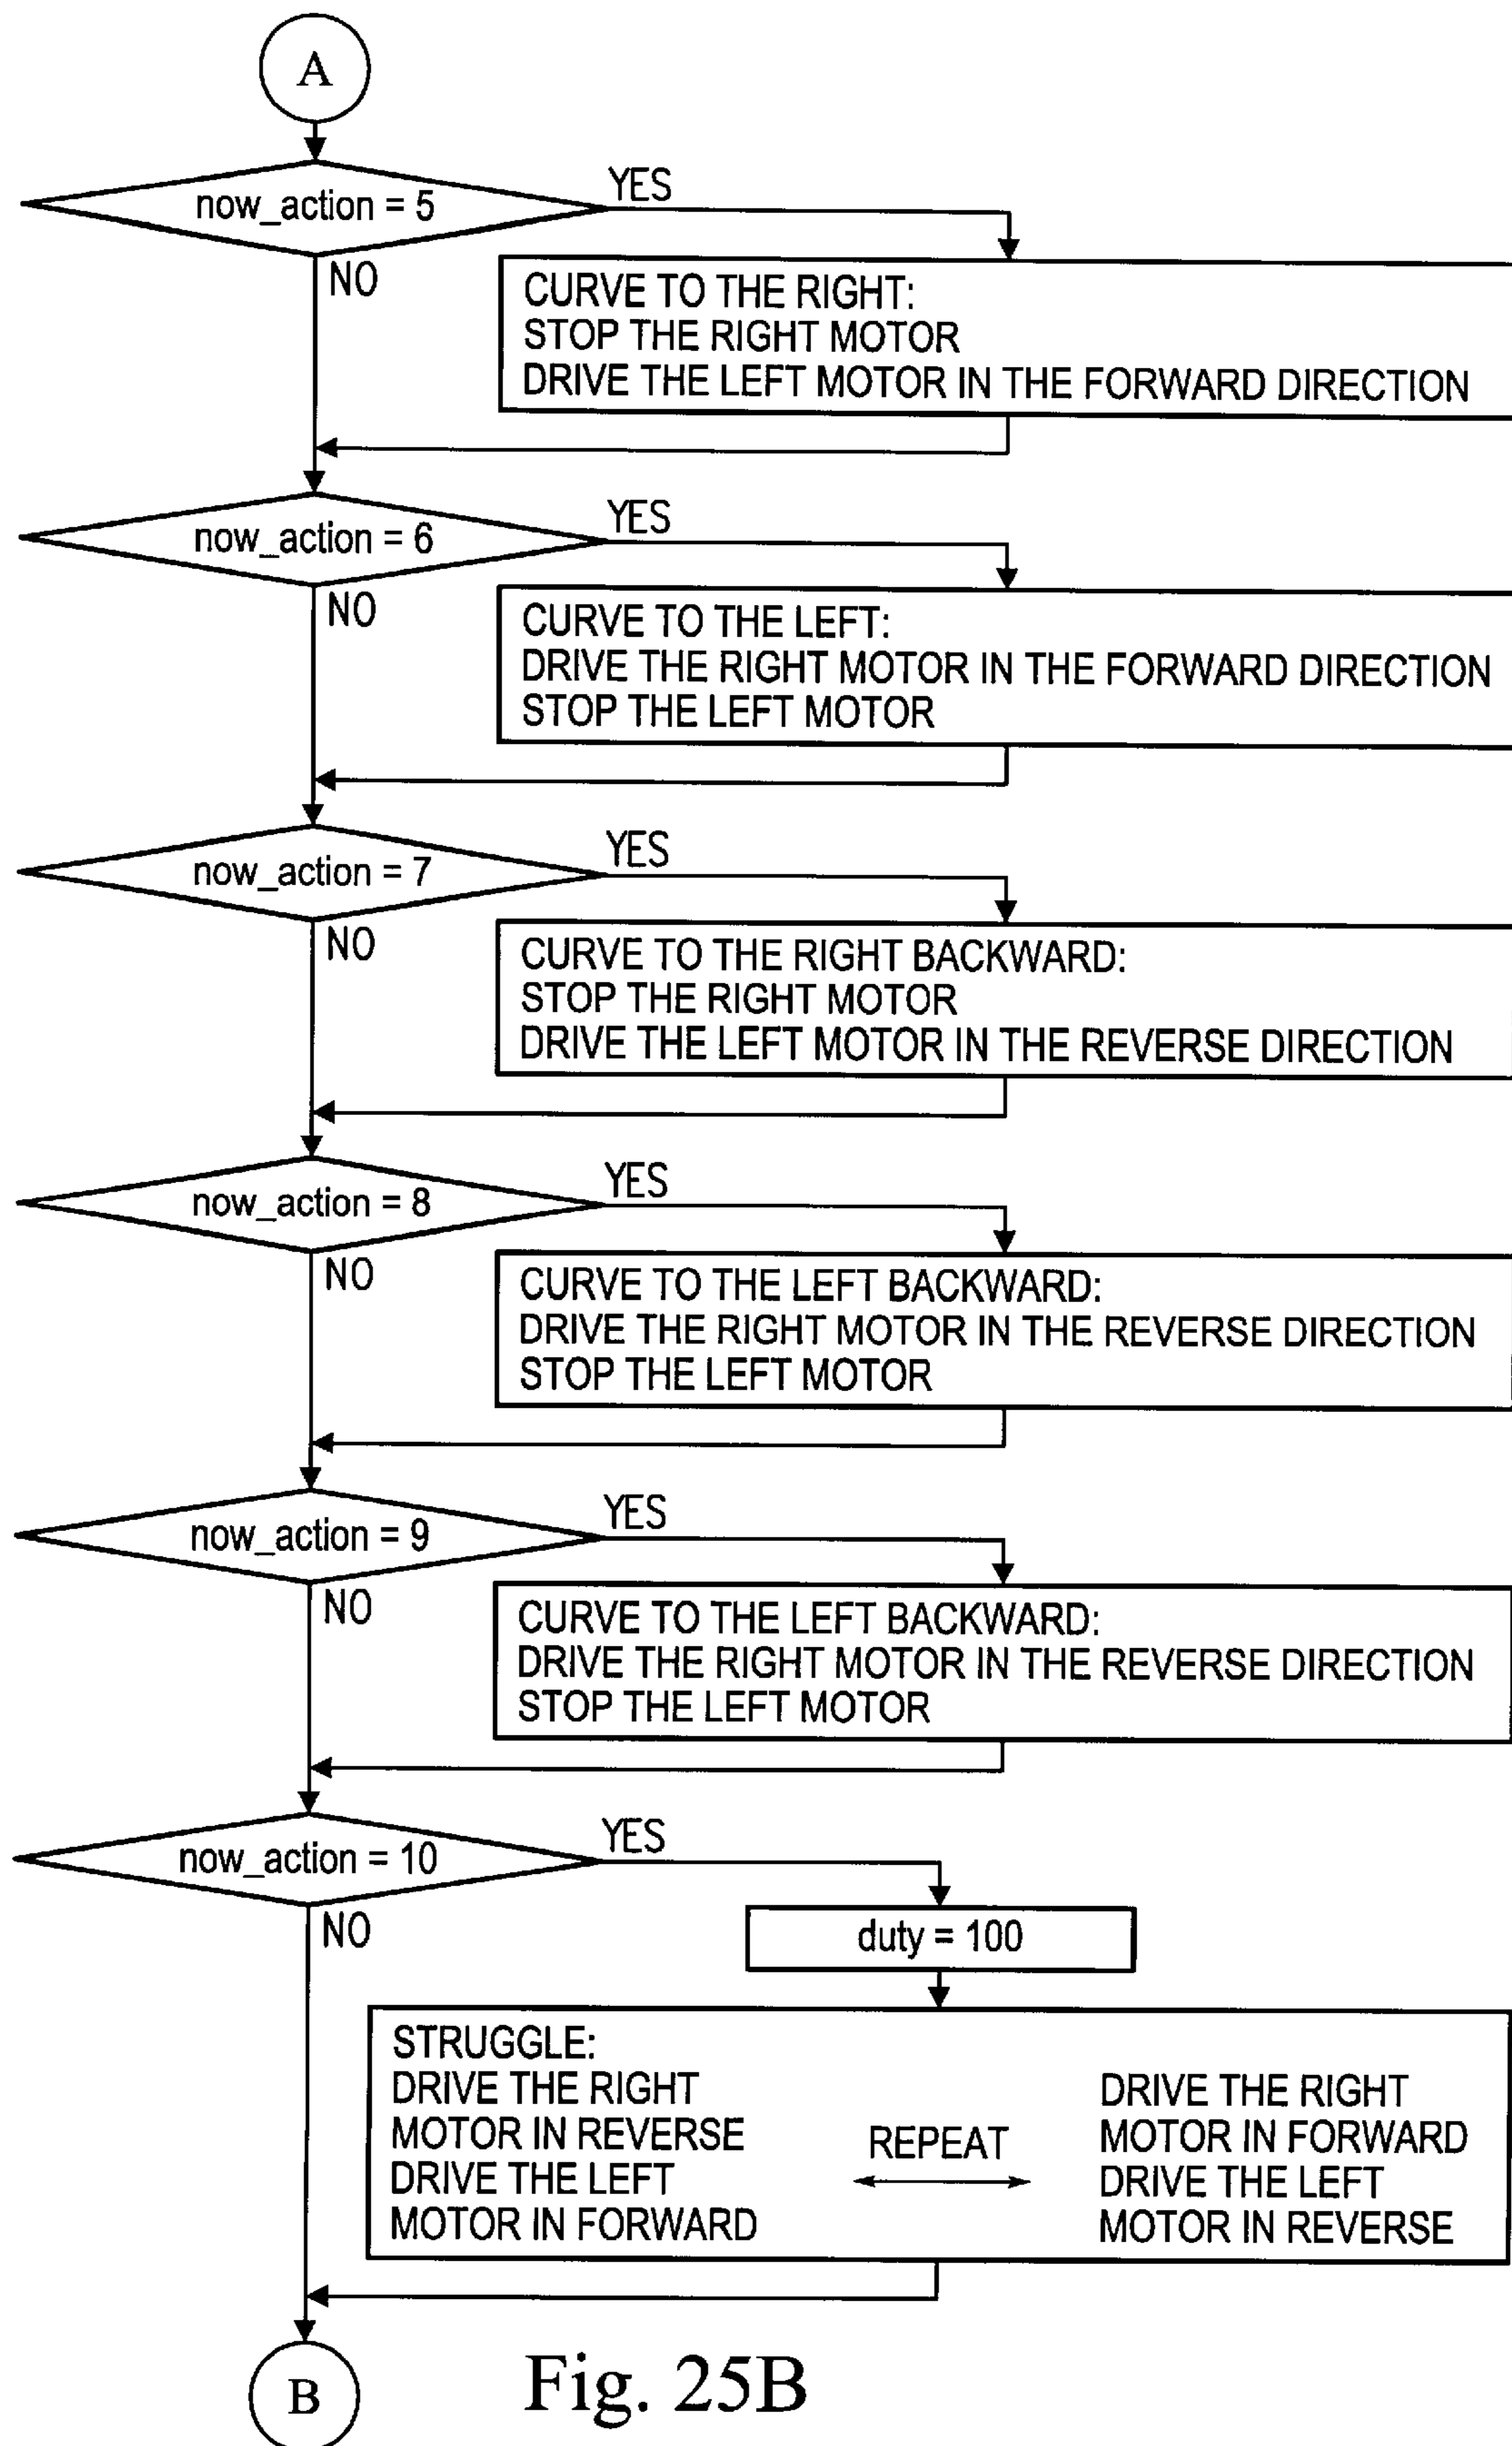 A
now_action = 5
YES
NO
CURVE TO THE RIGHT:
STOP THE RIGHT MOTOR
DRIVE THE LEFT MOTOR IN THE FORWARD DIRECTION
now_action = 6
YES
NO
CURVE TO THE LEFT:
DRIVE THE RIGHT MOTOR IN THE FORWARD DIRECTION
STOP THE LEFT MOTOR
now_action = 7
YES
NO
CURVE TO THE RIGHT BACKWARD:
STOP THE RIGHT MOTOR
DRIVE THE LEFT MOTOR IN THE REVERSE DIRECTION
now_action = 8
YES
NO
CURVE TO THE LEFT BACKWARD:
DRIVE THE RIGHT MOTOR IN THE REVERSE DIRECTION
STOP THE LEFT MOTOR
now_action = 9
YES
NO
CURVE TO THE LEFT BACKWARD:
DRIVE THE RIGHT MOTOR IN THE REVERSE DIRECTION
STOP THE LEFT MOTOR
now_action = 10
YES
NO
duty = 100
STRUGGLE:
DRIVE THE RIGHT
MOTOR IN REVERSE
DRIVE THE LEFT
MOTOR IN FORWARD
REPEAT
DRIVE THE RIGHT
MOTOR IN FORWARD
DRIVE THE LEFT
MOTOR IN REVERSE
B
Fig. 25B